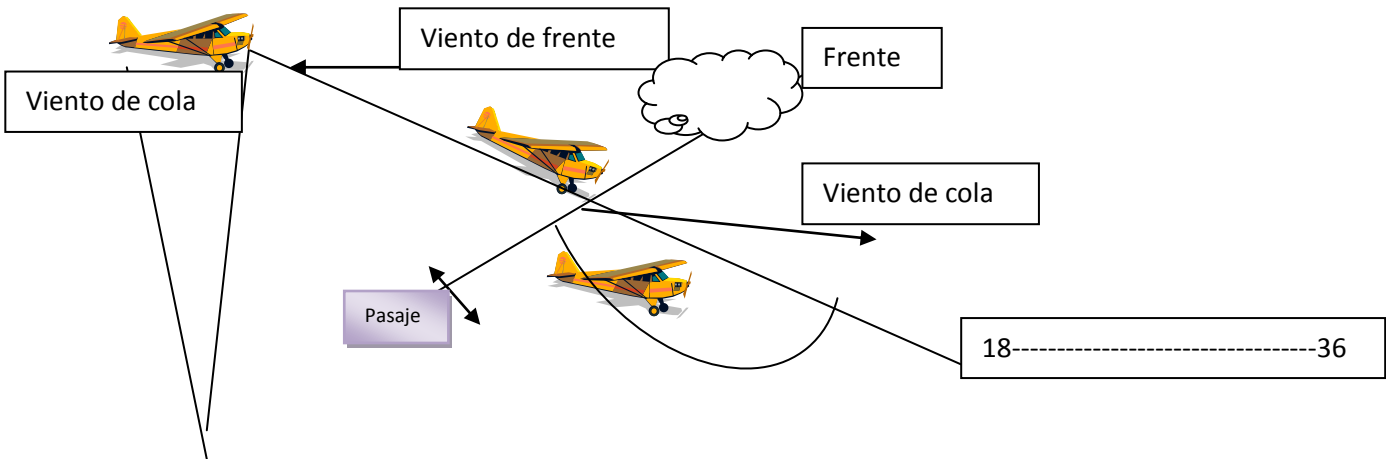 Viento de frente
Frente
Viento de cola
Viento de cola
Pasaje
18----------------------------------36